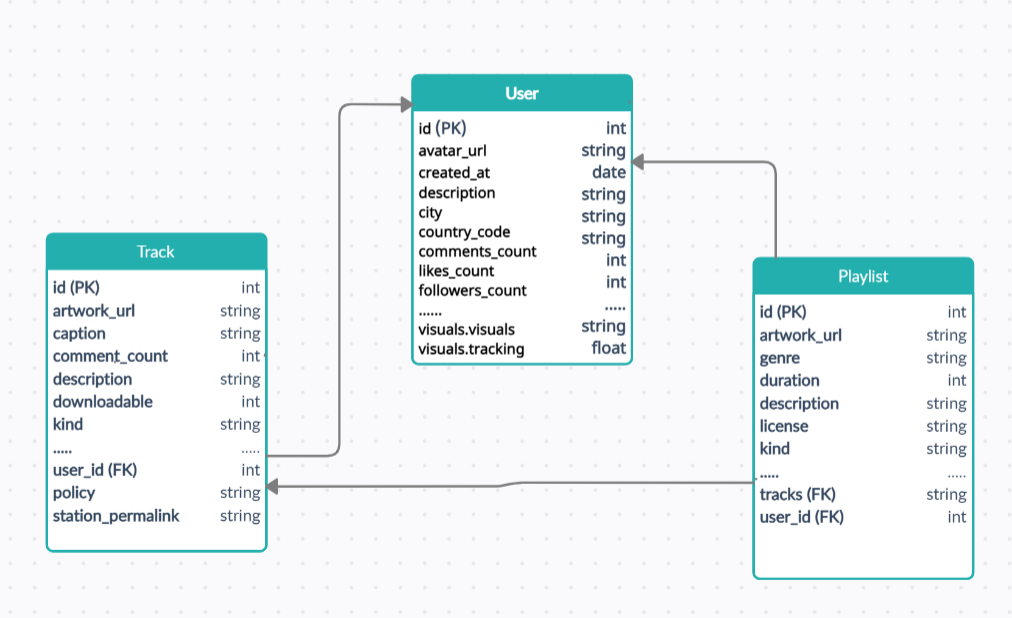 User
id (PK) int
avatar_url string
created_at date
description string
city string
country_code string
comments_count int
likes_count int
followers_count
...... .....
visuals.visuals string
visuals.tracking float
Track
id (PK) int
artwork_url string
caption string
comment_count int
description string
downloadable int
kind string
..... .....
user_id (FK) int
policy string
station_permalink string
Playlist
id (PK) int
artwork_url string
genre string
duration int
description string
license string
kind string
..... .....
tracks (FK) string
user_id (FK) int